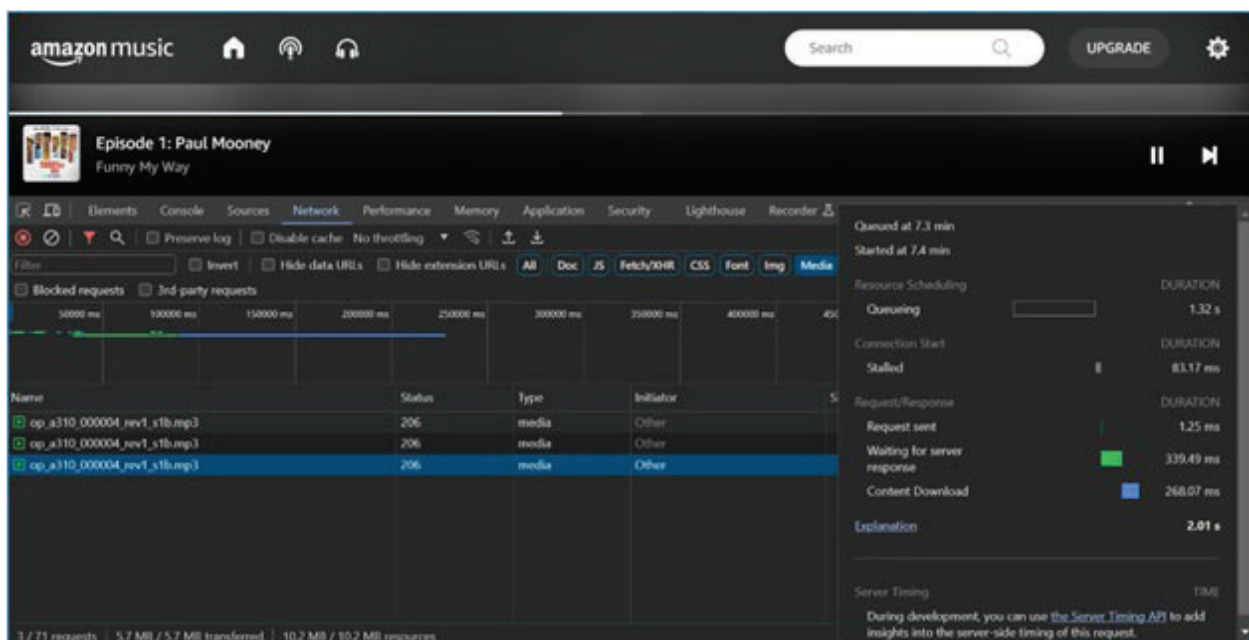 amazon music Search UPGRADE
Episode 1: Paul Mooney
Funny My Way
Elements Console Sources Network Performance Memory Application Security Lighthouse Recorder
Preserve log Disable cache No throttling
Filter Invert Hide data URLs Hide extension URLs All Doc JS Fetch/XHR CSS Font Img Media
Blocked requests 3rd-party requests
50000 ms 100000 ms 150000 ms 200000 ms 250000 ms 300000 ms 350000 ms 400000 ms
Name Status Type Initiator S
op_a310_000004_rev1_s1b.mp3 206 media Other
op_a310_000004_rev1_s1b.mp3 206 media Other
op_a310_000004_rev1_s1b.mp3 206 media Other
3 / 71 requests 5.7 MB / 5.7 MB transferred 10.2 MB / 10.2 MB resources
Queued at 7.3 min
Started at 7.4 min
Resource Scheduling DURATION
Queueing 1.32 s
Connection Start DURATION
Stalled 83.17 ms
Request/Response DURATION
Request sent 1.25 ms
Waiting for server
response 339.49 ms
Content Download 268.07 ms
Explanation 2.01 s
Server Timing TIME
During development, you can use the Server Timing API to add
insights into the server-side timing of this request.